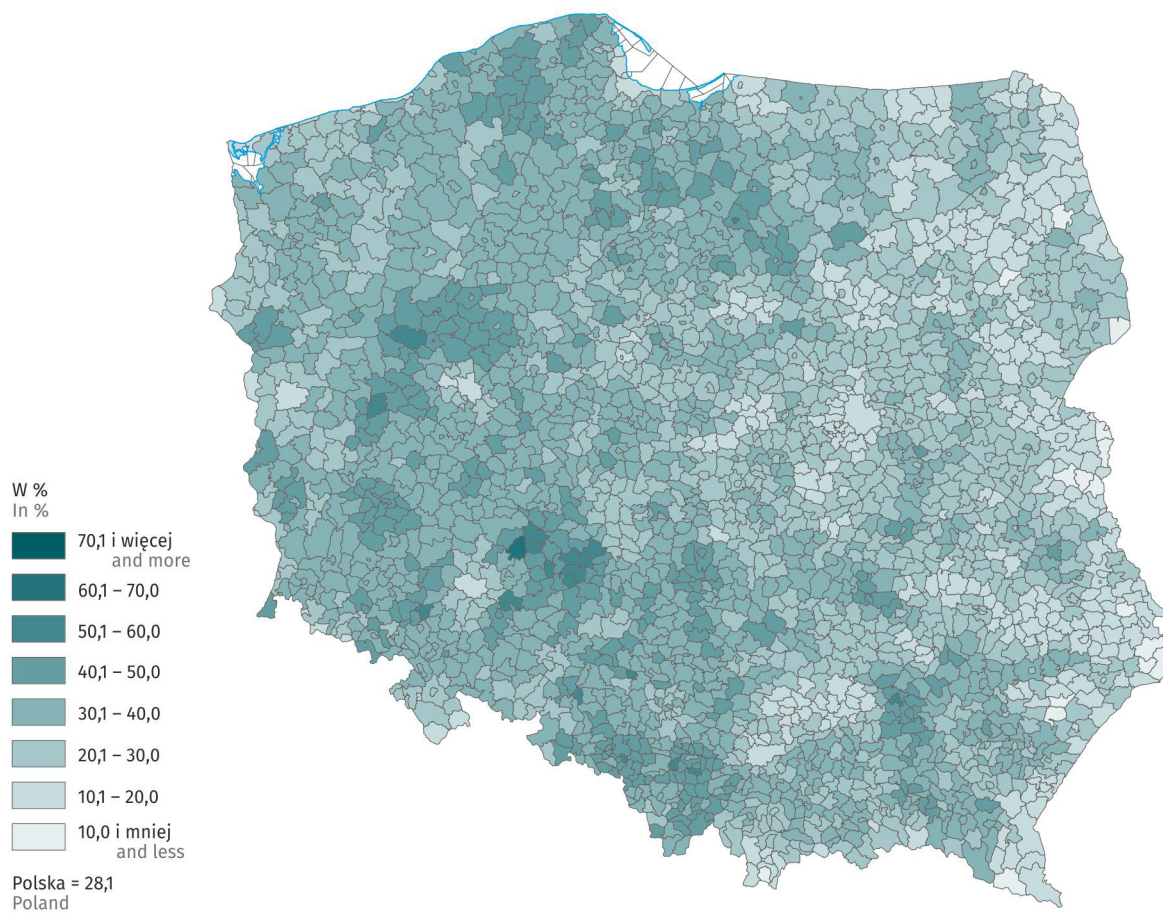 W %
In %
70,1 i więcej
and more
60,1 – 70,0
50,1 – 60,0
40,1 – 50,0
30,1 – 40,0
20,1 – 30,0
10,1 – 20,0
10,0 i mniej
and less
Polska = 28,1
Poland